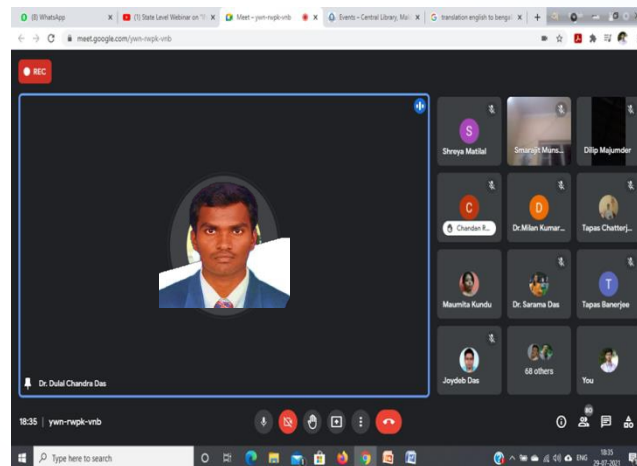 (8) WhatsApp
(1) State Level Webinar on "
Meet – ywn-rwpk-vnb
Events – Central Library, Mal
translation english to benga
meet.google.com/ywn-rwpk-vnb
REC
S
Shreya Matilal
Smarajit Muns...
Dilip Majumder
C
Chandan R...
D
Dr.Milan Kumar...
Tapas Chatterj...
Maumita Kundu
Dr. Sarama Das
T
Tapas Banerjee
Joydeb Das
68 others
You
Dr. Dulal Chandra Das
18:35 | ywn-rwpk-vnb
80
Type here to search
ENG
18:35
29-07-2021